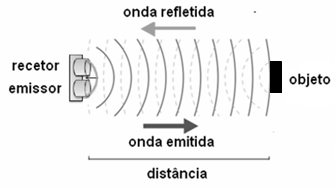 onda refletida
recetor
emissor
objeto
onda emitida
distância